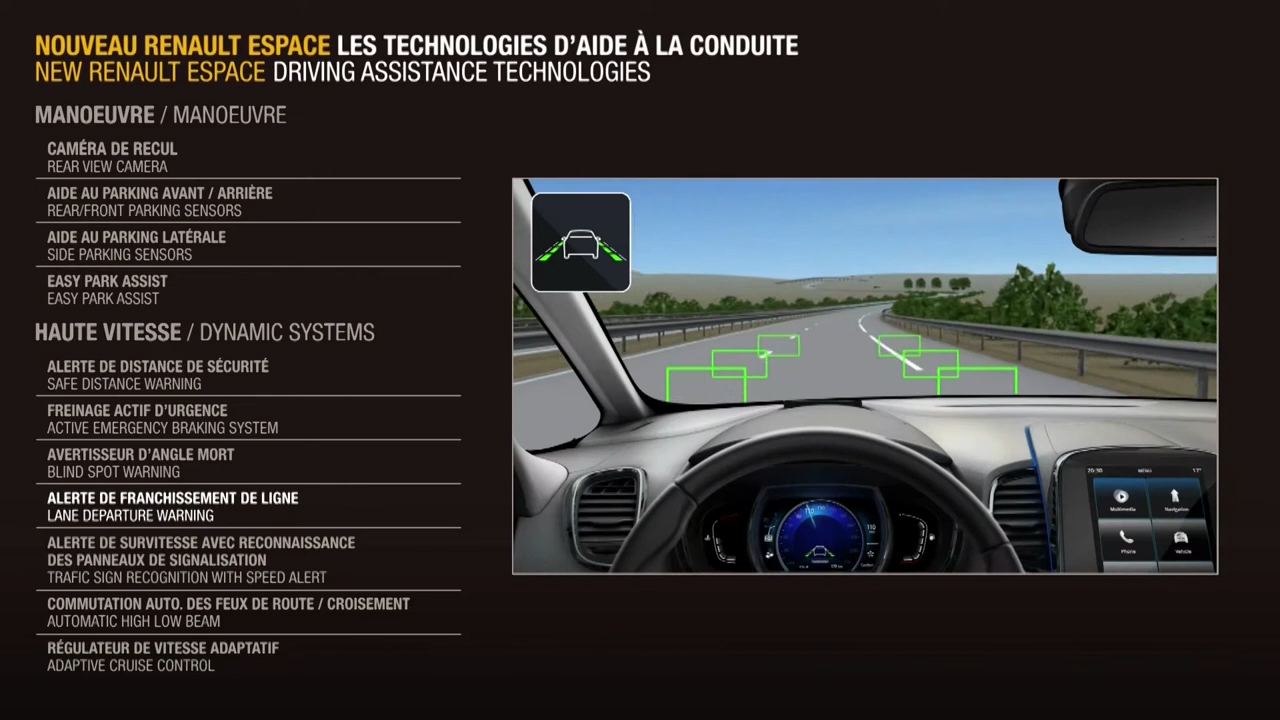 NOUVEAU RENAULT ESPACE LES TECHNOLOGIES D'AIDE À LA CONDUITE
NEW RENAULT ESPACE DRIVING ASSISTANCE TECHNOLOGIES
MANOEUVRE / MANOEUVRE
CAMÉRA DE RECUL
REAR VIEW CAMERA
AIDE AU PARKING AVANT / ARRIÈRE
REAR/FRONT PARKING SENSORS
AIDE AU PARKING LATÉRALE
SIDE PARKING SENSORS
EASY PARK ASSIST
EASY PARK ASSIST
HAUTE VITESSE / DYNAMIC SYSTEMS
ALERTE DE DISTANCE DE SÉCURITÉ
SAFE DISTANCE WARNING
FREINAGE ACTIF D'URGENCE
ACTIVE EMERGENCY BRAKING SYSTEM
AVERTISSEUR D'ANGLE MORT
BLIND SPOT WARNING
ALERTE DE FRANCHISSEMENT DE LIGNE
LANE DEPARTURE WARNING
ALERTE DE SURVITESSE AVEC RECONNAISSANCE
DES PANNEAUX DE SIGNALISATION
TRAFIC SIGN RECOGNITION WITH SPEED ALERT
COMMUTATION AUTO. DES FEUX DE ROUTE / CROISEMENT
AUTOMATIC HIGH LOW BEAM
RÉGULATEUR DE VITESSE ADAPTATIF
ADAPTIVE CRUISE CONTROL
20:30 MENU 17°
Multimedia Navigation
Phone Vehicle
110